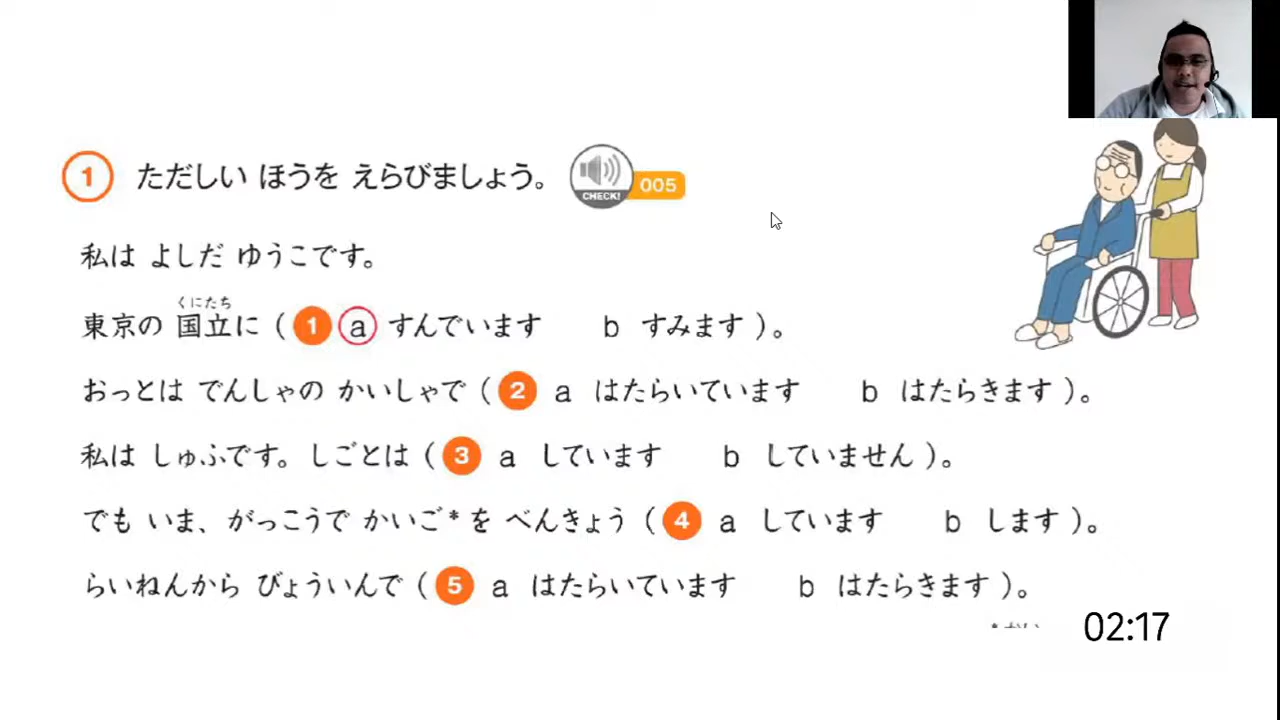 1 ただしい ほうを えらびましょう。 CHECK! 005
私は よしだ ゆうこです。
くにたち
東京の 国立に ( 1 a すんでいます b すみます )。
おっとは でんしゃの かいしゃで ( 2 a はたらいています b はたらきます )。
私は しゅふです。しごとは ( 3 a しています b していません )。
でも いま、がっこうで かいご*を べんきょう ( 4 a しています b します )。
らいねんから びょういんで ( 5 a はたらいています b はたらきます )。
02:17